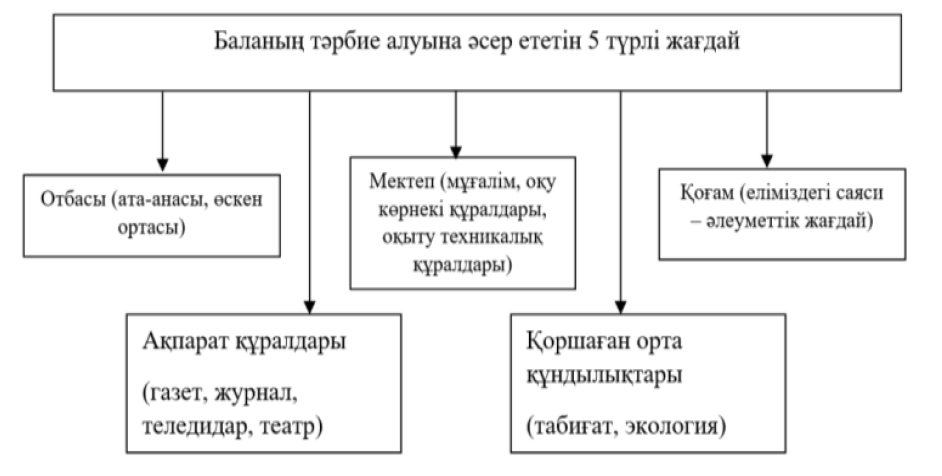 Баланың тәрбие алуына әсер ететін 5 түрлі жағдай
Отбасы (ата-анасы, өскен
ортасы)
Мектеп (мұғалім, оқу
көрнекі құралдары,
оқыту техникалық
құралдары)
Қоғам (еліміздегі саяси
– әлеуметтік жағдай)
Ақпарат құралдары
(газет, журнал,
теледидар, театр)
Қоршаған орта
құндылықтары
(табиғат, экология)